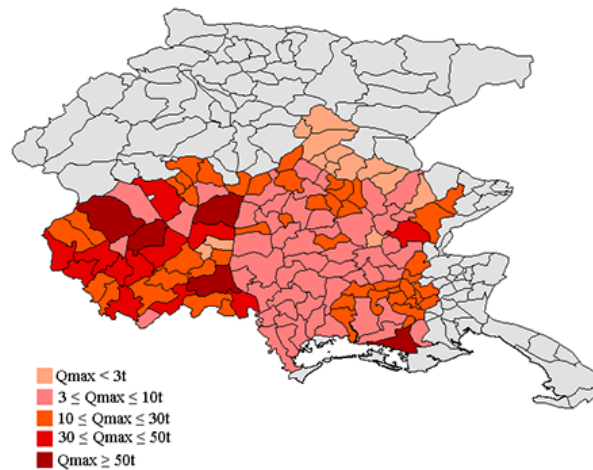 Qmax < 3t
3 ≤ Qmax ≤ 10t
10 ≤ Qmax ≤ 30t
30 ≤ Qmax ≤ 50t
Qmax ≥ 50t